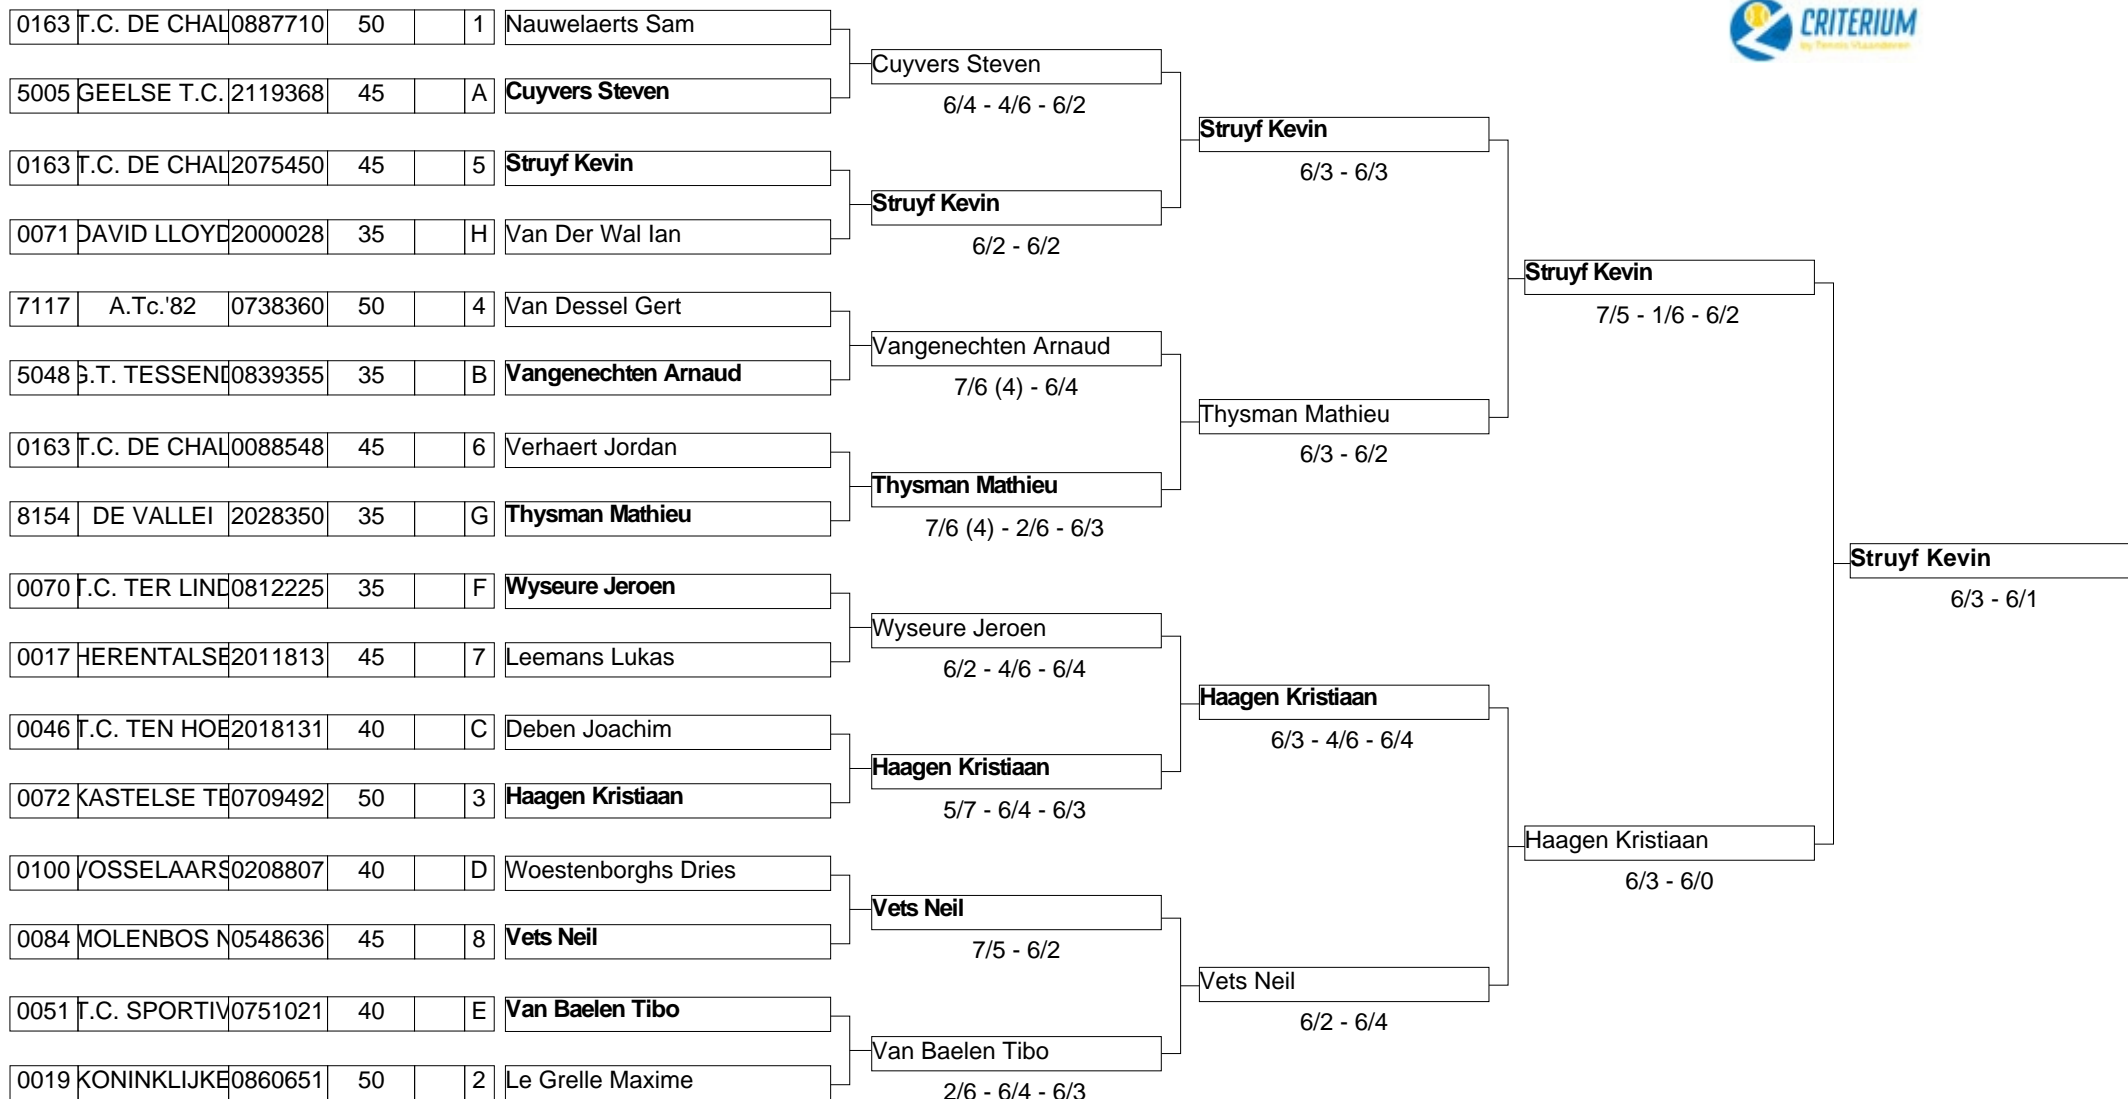 CRITERIUM
by Tennis Vlaanderen
0163 T.C. DE CHAL 0887710 50 1 Nauwelaerts Sam
Cuyvers Steven
5005 GEELSE T.C. 2119368 45 A Cuyvers Steven
6/4 - 4/6 - 6/2
Struyf Kevin
0163 T.C. DE CHAL 2075450 45 5 Struyf Kevin
6/3 - 6/3
Struyf Kevin
0071 DAVID LLOYD 2000028 35 H Van Der Wal Ian
6/2 - 6/2
Struyf Kevin
7117 A.Tc.'82 0738360 50 4 Van Dessel Gert
7/5 - 1/6 - 6/2
Vangenechten Arnaud
5048 G.T. TESSEND 0839355 35 B Vangenechten Arnaud
7/6 (4) - 6/4
Thysman Mathieu
0163 T.C. DE CHAL 0088548 45 6 Verhaert Jordan
6/3 - 6/2
Thysman Mathieu
8154 DE VALLEI 2028350 35 G Thysman Mathieu
7/6 (4) - 2/6 - 6/3
Struyf Kevin
0070 T.C. TER LIND 0812225 35 F Wyseure Jeroen
6/3 - 6/1
Wyseure Jeroen
0017 HERENTALSE 2011813 45 7 Leemans Lukas
6/2 - 4/6 - 6/4
Haagen Kristiaan
0046 T.C. TEN HOE 2018131 40 C Deben Joachim
6/3 - 4/6 - 6/4
Haagen Kristiaan
0072 KASTELSE TE 0709492 50 3 Haagen Kristiaan
5/7 - 6/4 - 6/3
Haagen Kristiaan
0100 VOSSELAARS 0208807 40 D Woestenborghs Dries
6/3 - 6/0
Vets Neil
0084 MOLENBOS N 0548636 45 8 Vets Neil
7/5 - 6/2
Vets Neil
0051 T.C. SPORTIV 0751021 40 E Van Baelen Tibo
6/2 - 6/4
Van Baelen Tibo
0019 KONINKLIJKE 0860651 50 2 Le Grelle Maxime
2/6 - 6/4 - 6/3